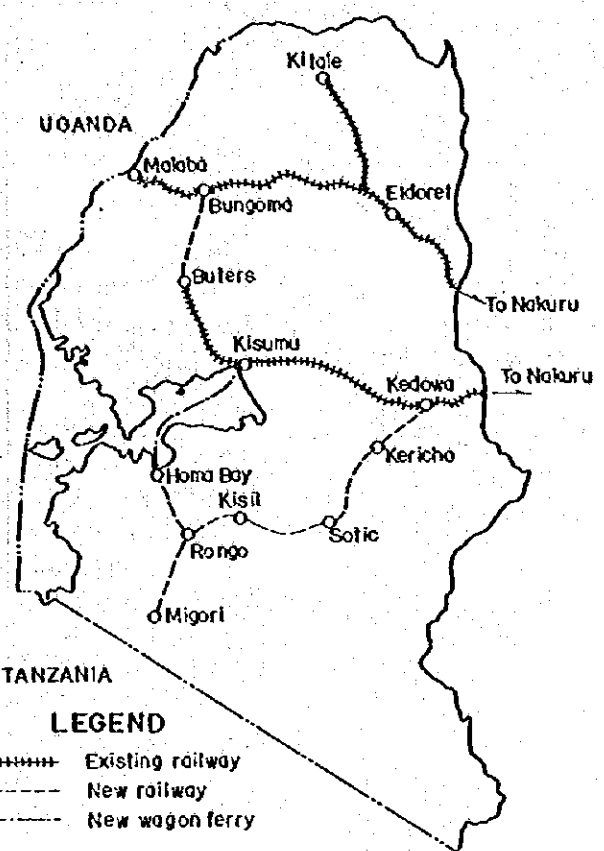 Kitale
UGANDA
Malaba
Bungoma
Eldoret
Buters
To Nakuru
Kisumu
Kedowa
To Nakuru
Kericho
Homa Bay
Kisii
Sotic
Rongo
Migori
TANZANIA
LEGEND
Existing railway
New railway
New wagon ferry